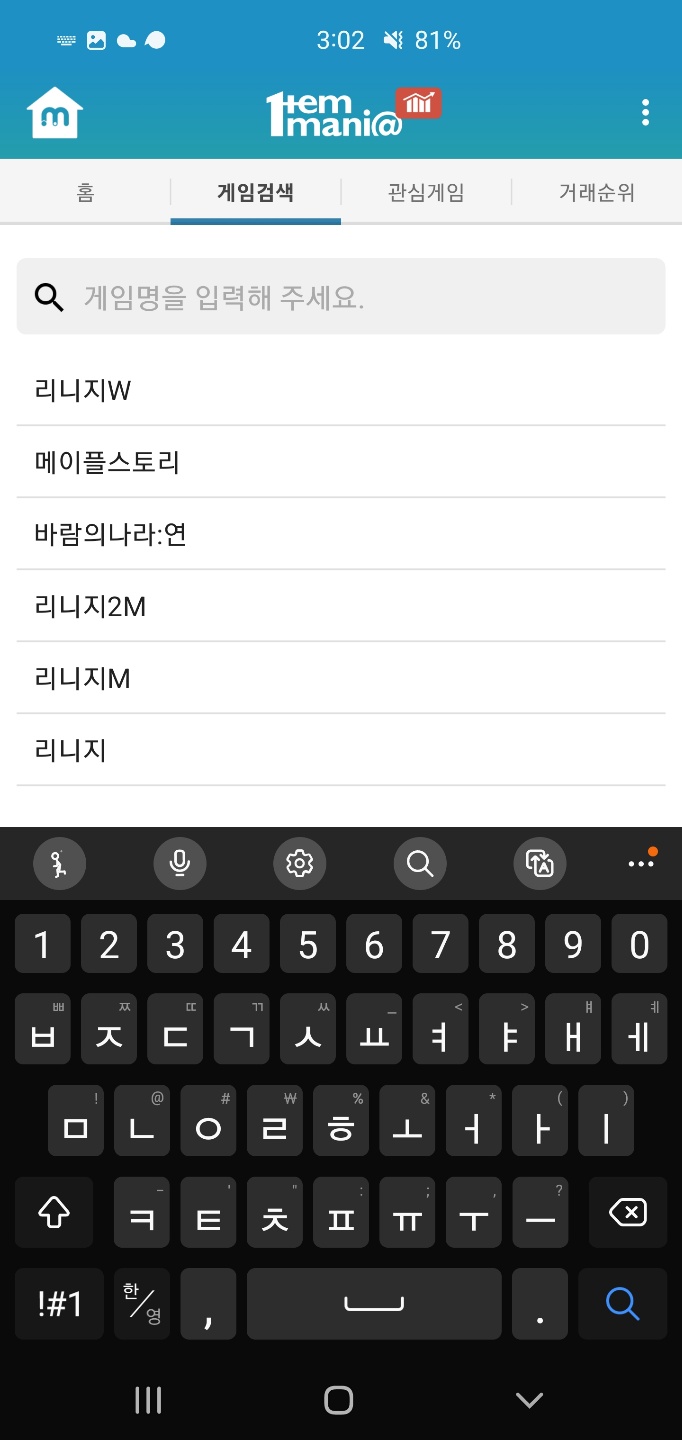 3:02 81%
1tem
mani@
홈 게임검색 관심게임 거래순위
게임명을 입력해 주세요.
리니지W
메이플스토리
바람의나라:연
리니지2M
리니지M
리니지
1 2 3 4 5 6 7 8 9 0
ㅃ ㅉ ㄸ ㄲ ㅆ _ < > ㅒ ㅖ
ㅂ ㅈ ㄷ ㄱ ㅅ ㅛ ㅕ ㅑ ㅐ ㅔ
! @ # ₩ % & * ( )
ㅁ ㄴ ㅇ ㄹ ㅎ ㅗ ㅓ ㅏ ㅣ
- ' " : ; , ?
ㅋ ㅌ ㅊ ㅍ ㅠ ㅜ ㅡ
!#1 한/영 , .